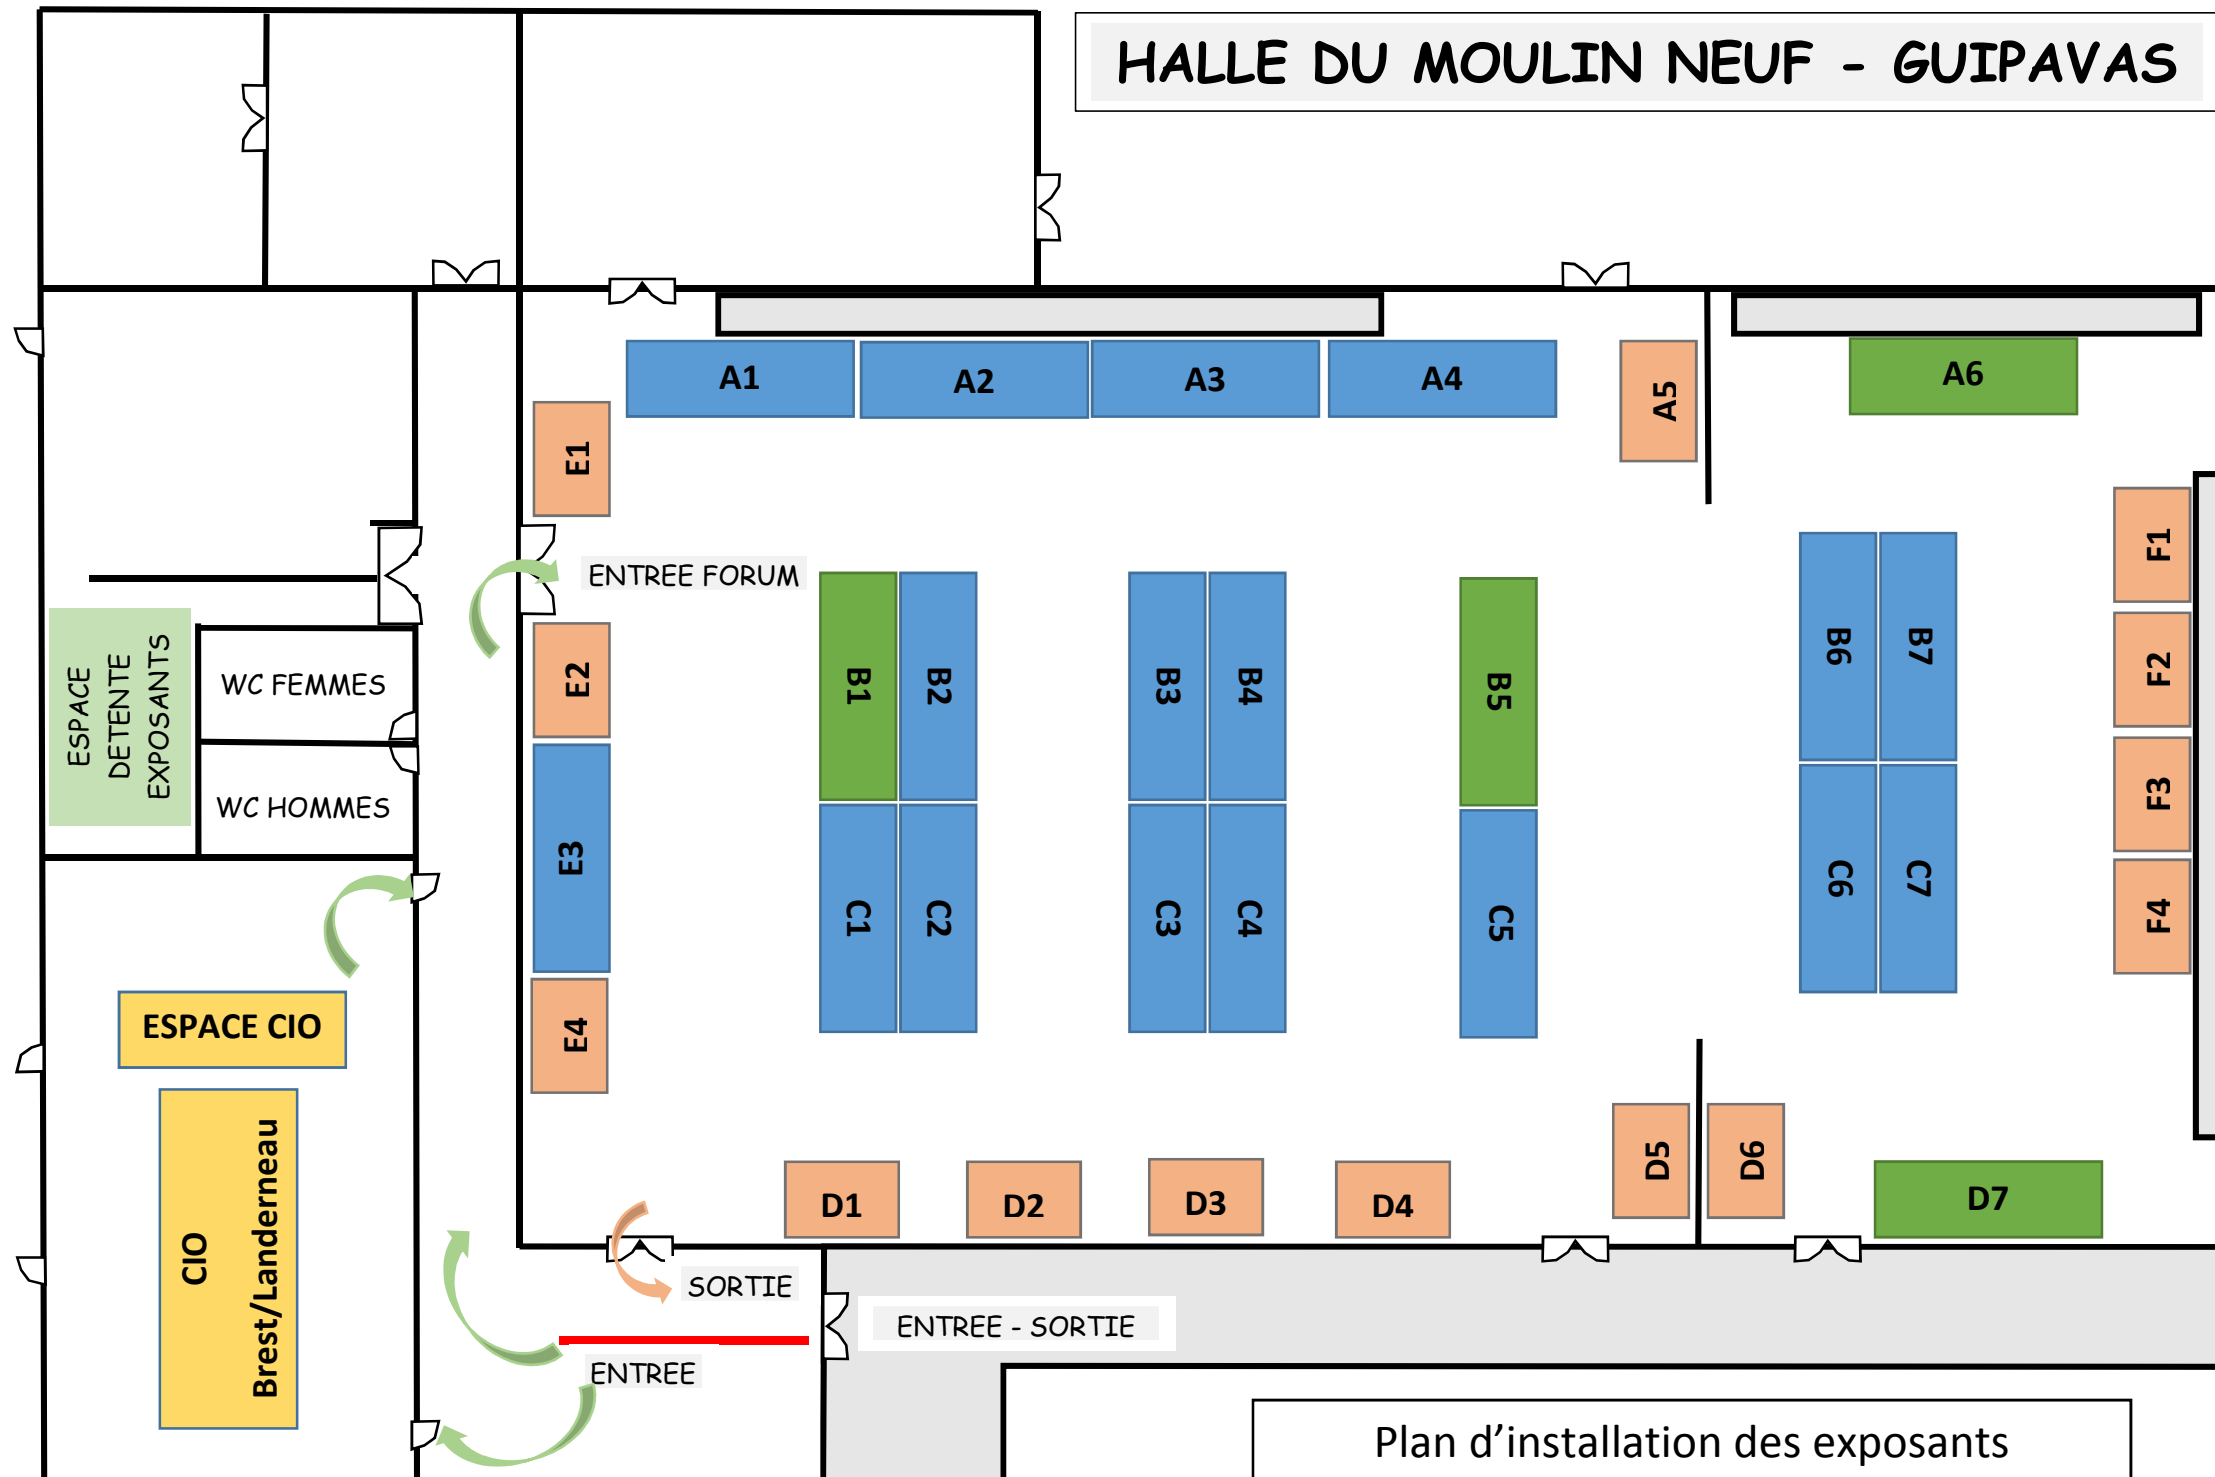 HALLE DU MOULIN NEUF - GUIPAVAS
A1
A2
A3
A4
A5
A6
E1
ENTREE FORUM
F1
B1
B2
B3
B4
B5
B6
B7
F2
ESPACE
DETENTE
EXPOSANTS
WC FEMMES
E2
WC HOMMES
F3
E3
C1
C2
C3
C4
C5
C6
C7
F4
ESPACE CIO
E4
CIO
Brest/Landerneau
D1
D2
D3
D4
D5
D6
D7
SORTIE
ENTREE - SORTIE
ENTREE
Plan d’installation des exposants